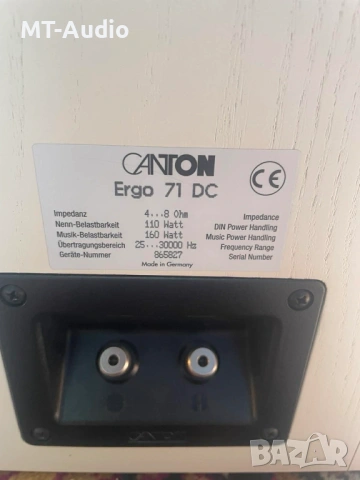 MT-Audio
CANTON
Ergo 71 DC
CE
Impedanz 4...8 Ohm Impedance
Nenn-Belastbarkeit 110 Watt DIN Power Handling
Musik-Belastbarkeit 160 Watt Music Power Handling
Übertragungsbereich 25...30000 Hz Frequency Range
Geräte-Nummer 865827 Serial Number
Made in Germany
CANTON
BAZAR
bg